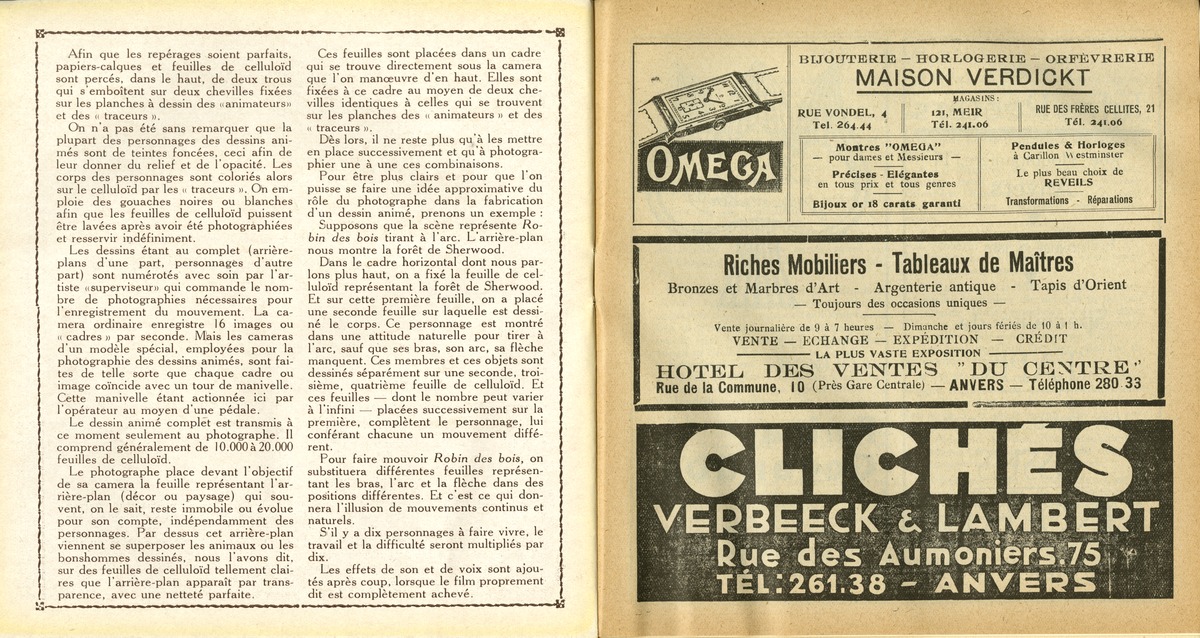 Afin que les repérages soient parfaits,
papiers-calques et feuilles de celluloïd
sont percés, dans le haut, de deux trous
qui s'emboîtent sur deux chevilles fixées
sur les planches à dessin des «animateurs»
et des « traceurs ».
On n'a pas été sans remarquer que la
plupart des personnages des dessins ani-
més sont de teintes foncées, ceci afin de
leur donner du relief et de l'opacité. Les
corps des personnages sont coloriés alors
sur le celluloïd par les « traceurs ». On em-
ploie des gouaches noires ou blanches
afin que les feuilles de celluloïd puissent
être lavées après avoir été photographiées
et resservir indéfiniment.
Les dessins étant au complet (arrière-
plans d'une part, personnages d'autre
part) sont numérotés avec soin par l'ar-
tiste «superviseur» qui commande le nom-
bre de photographies nécessaires pour
l'enregistrement du mouvement. La ca-
mera ordinaire enregistre 16 images ou
« cadres » par seconde. Mais les cameras
d'un modèle spécial, employées pour la
photographie des dessins animés, sont fai-
tes de telle sorte que chaque cadre ou
image coïncide avec un tour de manivelle.
Cette manivelle étant actionnée ici par
l'opérateur au moyen d'une pédale.
Le dessin animé complet est transmis à
ce moment seulement au photographe. Il
comprend généralement de 10.000 à 20.000
feuilles de celluloïd.
Le photographe place devant l'objectif
de sa camera la feuille représentant l'ar-
rière-plan (décor ou paysage) qui sou-
vent, on le sait, reste immobile ou évolue
pour son compte, indépendamment des
personnages. Par dessus cet arrière-plan
viennent se superposer les animaux ou les
bonshommes dessinés, nous l'avons dit,
sur des feuilles de celluloïd tellement clai-
res que l'arrière-plan apparaît par trans-
parence, avec une netteté parfaite.
Ces feuilles sont placées dans un cadre
qui se trouve directement sous la camera
que l'on manœuvre d'en haut. Elles sont
fixées à ce cadre au moyen de deux che-
villes identiques à celles qui se trouvent
sur les planches des « animateurs » et des
« traceurs ».
Dès lors, il ne reste plus qu'à les mettre
en place successivement et qu'à photogra-
phier une à une ces combinaisons.
Pour être plus clairs et pour que l'on
puisse se faire une idée approximative du
rôle du photographe dans la fabrication
d'un dessin animé, prenons un exemple :
Supposons que la scène représente Ro-
bin des bois tirant à l'arc. L'arrière-plan
nous montre la forêt de Sherwood.
Dans le cadre horizontal dont nous par-
lons plus haut, on a fixé la feuille de cel-
luloïd représentant la forêt de Sherwood.
Et sur cette première feuille, on a placé
une seconde feuille sur laquelle est dessi-
né le corps. Ce personnage est montré
dans une attitude naturelle pour tirer à
l'arc, sauf que ses bras, son arc, sa flèche
manquent. Ces membres et ces objets sont
dessinés séparément sur une seconde, troi-
sième, quatrième feuille de celluloïd. Et
ces feuilles — dont le nombre peut varier
à l'infini — placées successivement sur la
première, complètent le personnage, lui
conférant chacune un mouvement diffé-
rent.
Pour faire mouvoir Robin des bois, on
substituera différentes feuilles représen-
tant les bras, l'arc et la flèche dans des
positions différentes. Et c'est ce qui don-
nera l'illusion de mouvements continus et
naturels.
S'il y a dix personnages à faire vivre, le
travail et la difficulté seront multipliés par
dix.
Les effets de son et de voix sont ajou-
tés après coup, lorsque le film proprement
dit est complètement achevé.
OMEGA
BIJOUTERIE — HORLOGERIE — ORFÈVRERIE
MAISON VERDICKT
MAGASINS :
RUE VONDEL, 4
Tel. 264.44
121, MEIR
Tél. 241.06
RUE DES FRÈRES CELLITES, 21
Tél. 241.06
Montres "OMEGA"
— pour dames et Messieurs —
Précises - Elégantes
en tous prix et tous genres
Bijoux or 18 carats garanti
Pendules & Horloges
à Carillon Westminster
Le plus beau choix de
REVEILS
Transformations - Réparations
Riches Mobiliers - Tableaux de Maîtres
Bronzes et Marbres d'Art - Argenterie antique - Tapis d'Orient
— Toujours des occasions uniques —
Vente journalière de 9 à 7 heures — Dimanche et jours fériés de 10 à 1 h.
VENTE — ECHANGE — EXPÉDITION — CRÉDIT
LA PLUS VASTE EXPOSITION
HOTEL DES VENTES "DU CENTRE"
Rue de la Commune, 10 (Près Gare Centrale) — ANVERS — Téléphone 280.33
CLICHÉS
VERBEECK & LAMBERT
Rue des Aumoniers.75
TÉL:261.38 - ANVERS